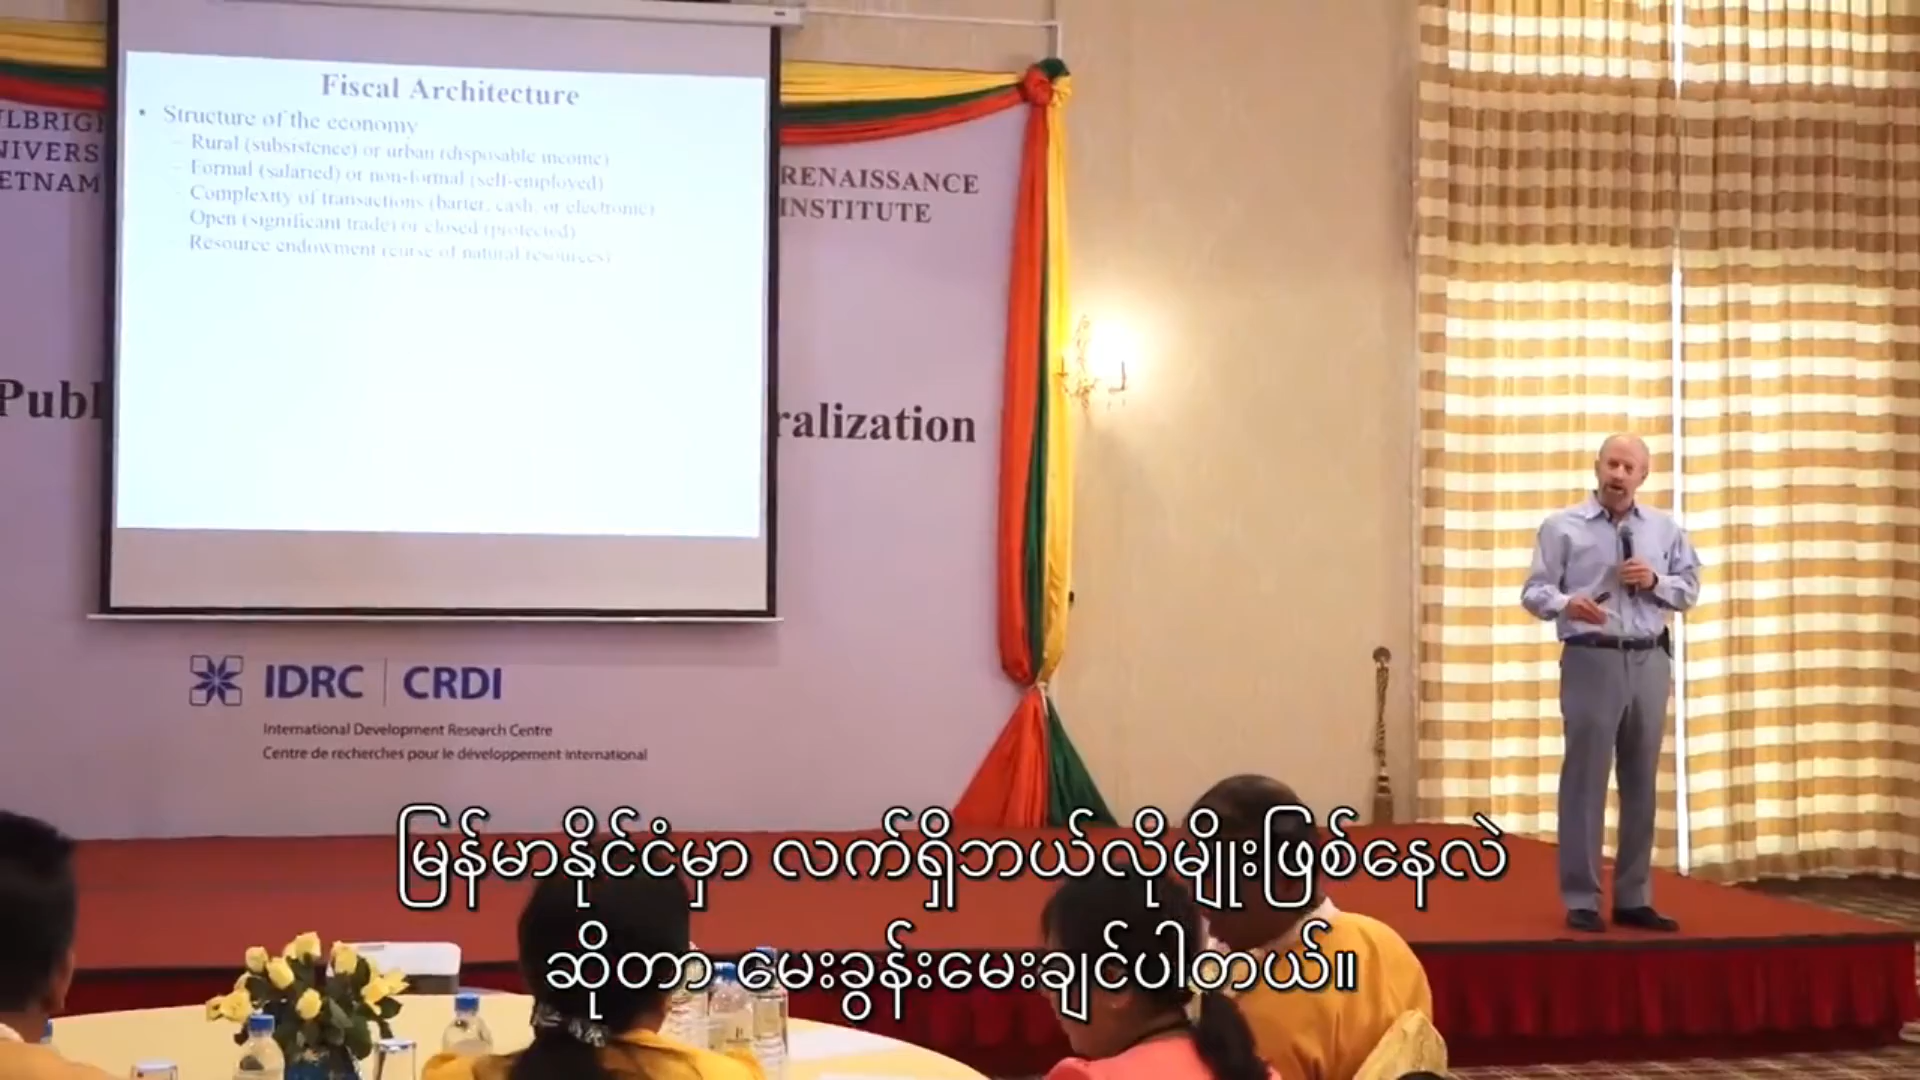 Fiscal Architecture
• Structure of the economy
– Rural (subsistence) or urban (disposable income)
– Formal (salaried) or non-formal (self-employed)
– Complexity of transactions (barter, cash, or electronic)
Open (significant trade) or closed (protected)
Resource endowment (curse of natural resources)
LBRIG
NIVERS
ETNAM
RENAISSANCE
INSTITUTE
Publ
ralization
IDRC | CRDI
International Development Research Centre
Centre de recherches pour le développement international
မြန်မာနိုင်ငံမှာ လက်ရှိဘယ်လိုမျိုးဖြစ်နေလဲ
ဆိုတာ မေးခွန်းမေးချင်ပါတယ်။